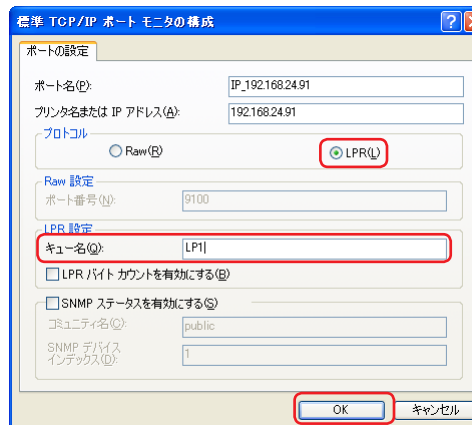 標準 TCP/IP ポート モニタの構成
ポートの設定
ポート名(P): IP_192.168.24.91
プリンタ名または IP アドレス(A): 192.168.24.91
プロトコル
Raw(R) LPR(L)
Raw 設定
ポート番号(N): 9100
LPR 設定
キュー名(Q): LP1
LPR バイト カウントを有効にする(B)
SNMP ステータスを有効にする(S)
コミュニティ名(C): public
SNMP デバイス
インデックス(D): 1
OK キャンセル